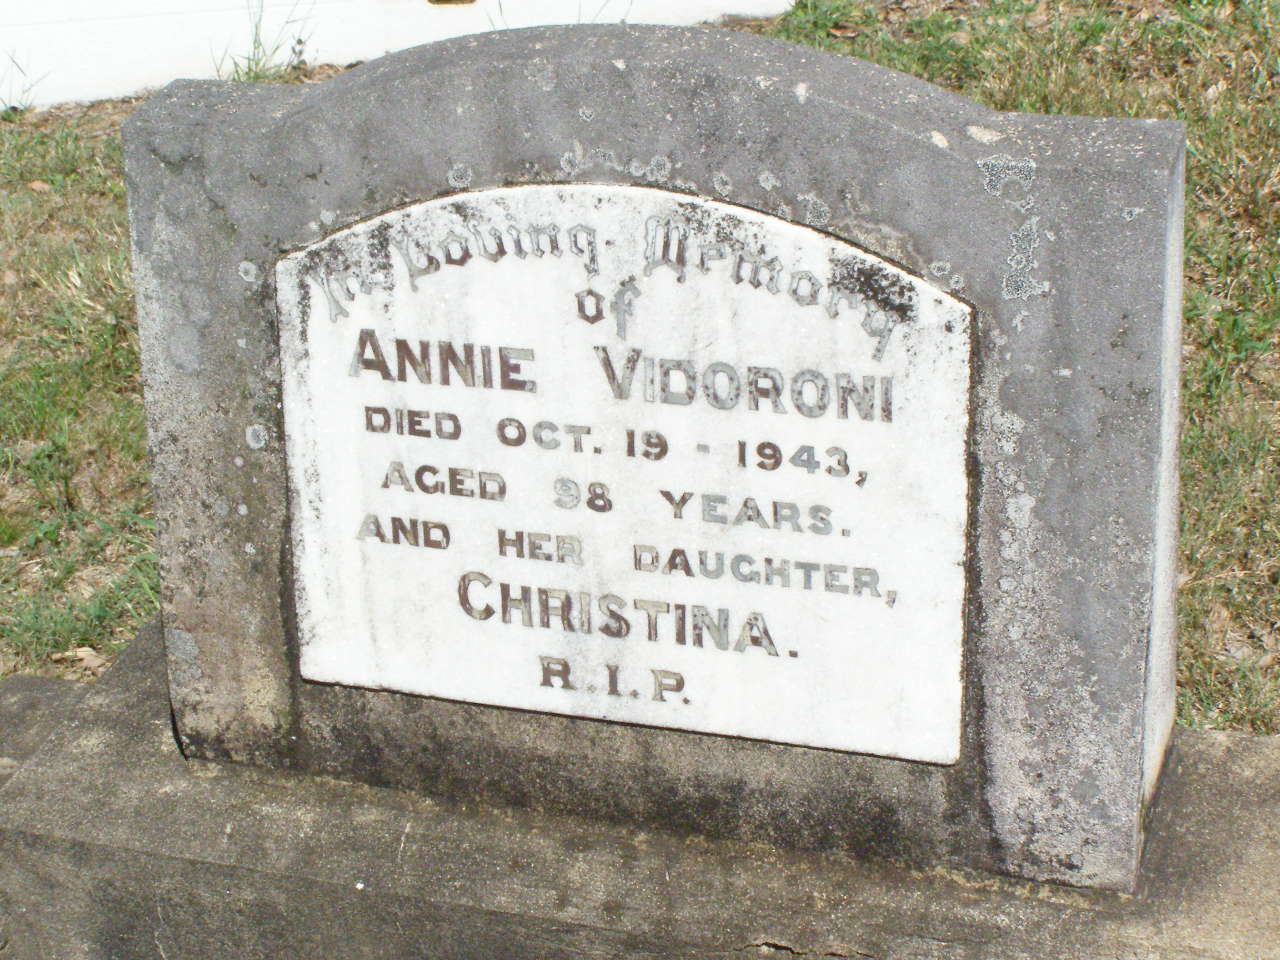 In Loving Memory
of
ANNIE VIDORONI
DIED OCT. 19 - 1943,
AGED 98 YEARS.
AND HER DAUGHTER,
CHRISTINA.
R.I.P.